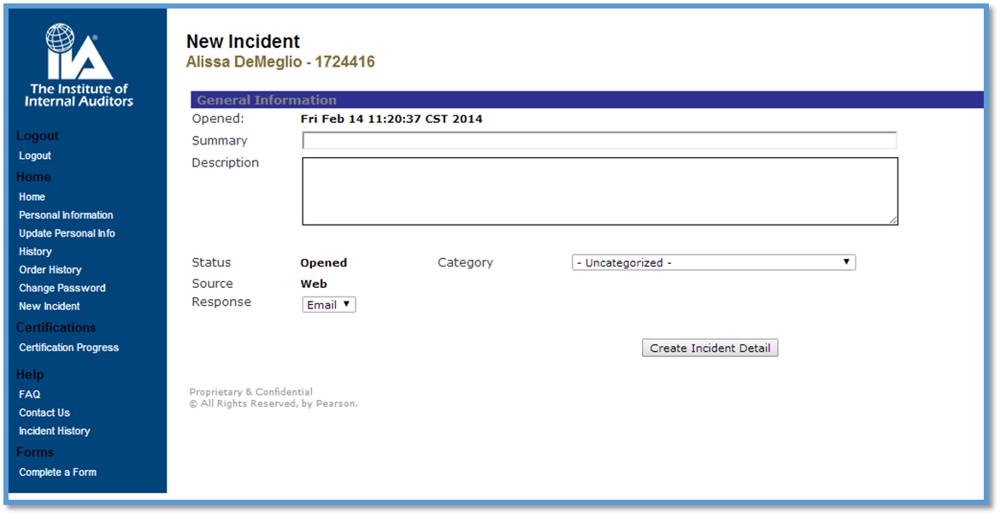 IIA®
The Institute of
Internal Auditors
Logout
Logout
Home
Home
Personal Information
Update Personal Info
History
Order History
Change Password
New Incident
Certifications
Certification Progress
Help
FAQ
Contact Us
Incident History
Forms
Complete a Form
New Incident
Alissa DeMeglio - 1724416
General Information
Opened: Fri Feb 14 11:20:37 CST 2014
Summary
Description
Status Opened Category - Uncategorized -
Source Web
Response Email
Create Incident Detail
Proprietary & Confidential
© All Rights Reserved, by Pearson.